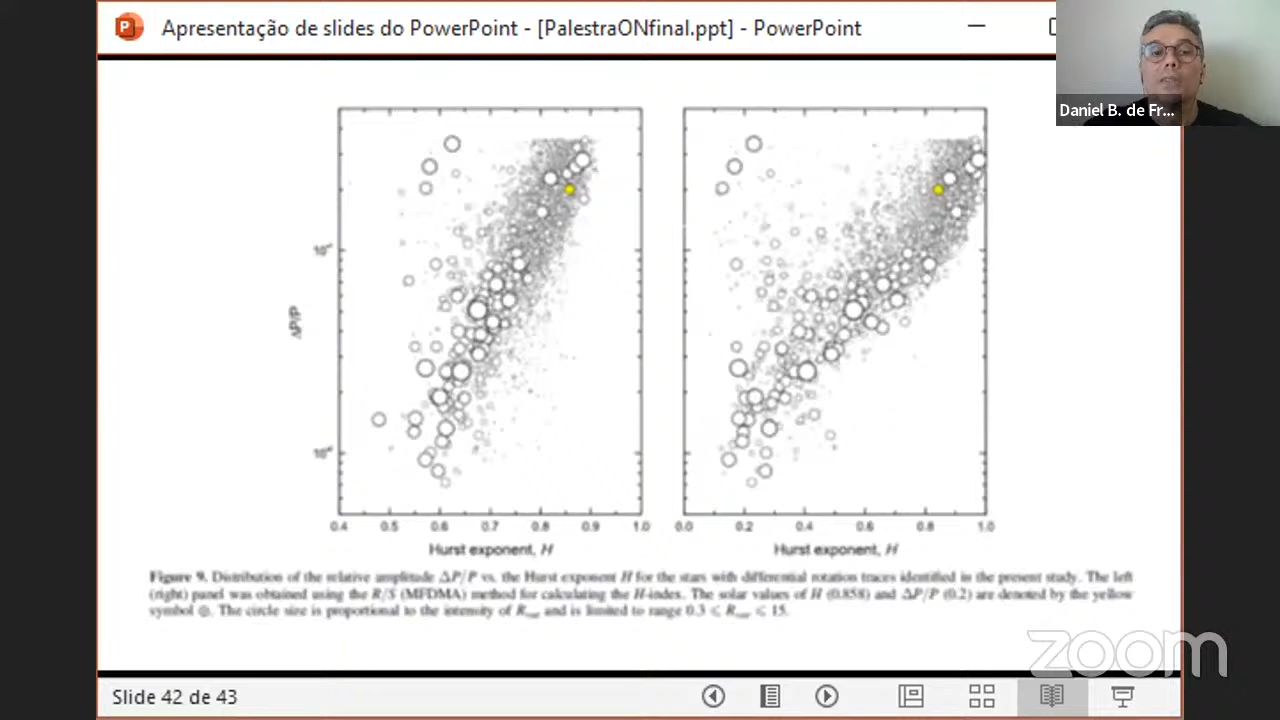 Apresentação de slides do PowerPoint - [PalestraONfinal.ppt] - PowerPoint
Daniel B. de Fr...
ΔP/P
0.4 0.5 0.6 0.7 0.8 0.9 1.0
0.0 0.2 0.4 0.6 0.8 1.0
Hurst exponent, H
Hurst exponent, H
Figure 9. Distribution of the relative amplitude ΔP/P vs. the Hurst exponent H for the stars with differential rotation traces identified in the present study. The left
(right) panel was obtained using the R/S (MFDMA) method for calculating the H-index. The solar values of H (0.858) and ΔP/P (0.2) are denoted by the yellow
symbol ⊙. The circle size is proportional to the intensity of and is limited to range 0.3 ⩽ ⩽ 15.
zoom
Slide 42 de 43